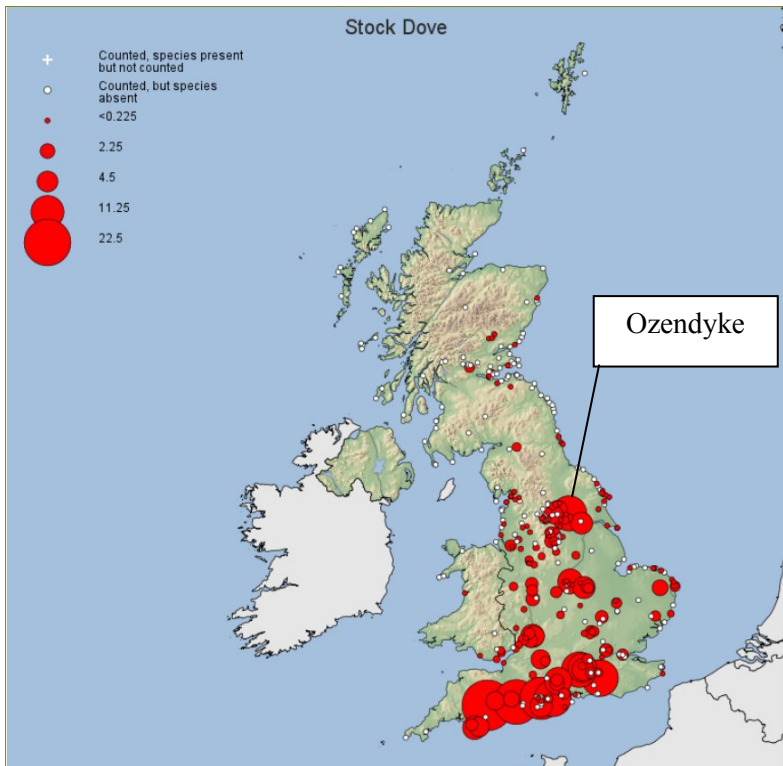 Stock Dove
Counted, species present
but not counted
Counted, but species
absent
<0.225
2.25
4.5
11.25
22.5
Ozendyke